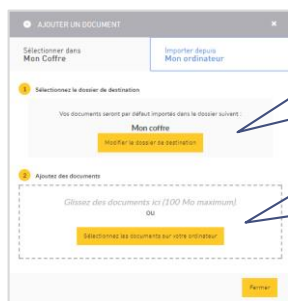 AJOUTER UN DOCUMENT ×
Sélectionner dans
Mon Coffre
Importer depuis
Mon ordinateur
1 Sélectionnez le dossier de destination
Vos documents seront par défaut importés dans le dossier suivant :
Mon coffre
Modifier le dossier de destination
2 Ajoutez des documents
Glissez des documents ici (100 Mo maximum)
ou
Sélectionnez les documents sur votre ordinateur
Fermer